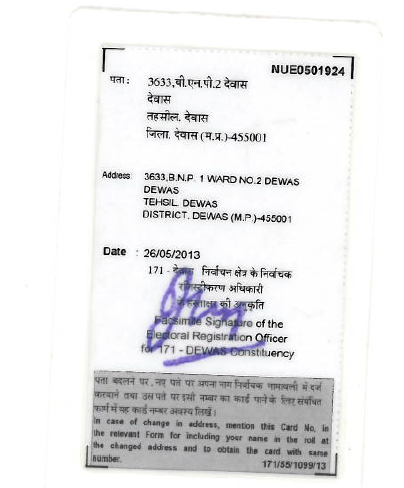 NUE0501924
पता : 3633,बी.एन.पी.2 देवास
देवास
तहसील. देवास
जिला. देवास (म.प्र.)-455001
Address 3633,B.N.P. 1 WARD NO.2 DEWAS
DEWAS
TEHSIL. DEWAS
DISTRICT. DEWAS (M.P.)-455001
Date : 26/05/2013
171 - देवास निर्वाचन क्षेत्र के निर्वाचक
रजिस्ट्रीकरण अधिकारी
के हस्ताक्षर की अनुकृति
Facsimile Signature of the
Electoral Registration Officer
for 171 - DEWAS Constituency
पता बदलने पर, नए पते पर अपना नाम निर्वाचक नामावली में दर्ज
करवाने तथा उस पते पर इसी नम्बर का कार्ड पाने के लिए संबंधित
फार्म में यह कार्ड नम्बर अवश्य लिखें।
In case of change in address, mention this Card No. in
the relevant Form for including your name in the roll at
the changed address and to obtain the card with same
number.
171/55/1099/13